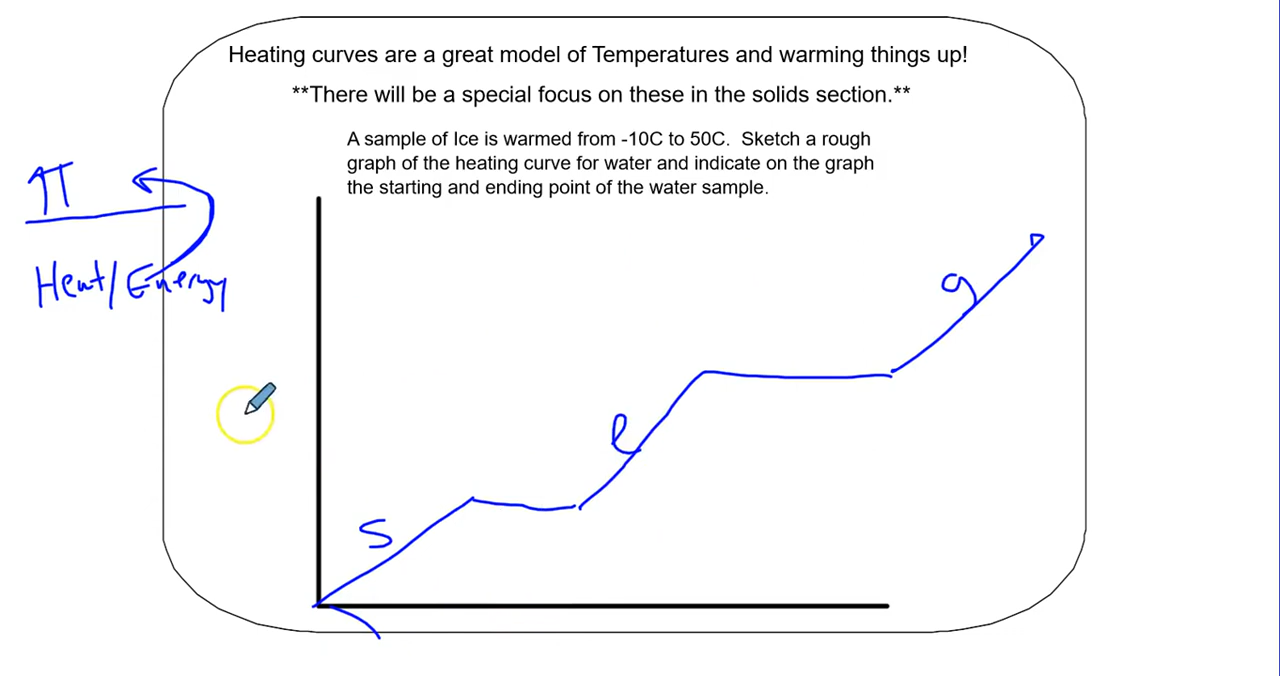 Heating curves are a great model of Temperatures and warming things up!
**There will be a special focus on these in the solids section.**
A sample of Ice is warmed from -10C to 50C. Sketch a rough
graph of the heating curve for water and indicate on the graph
the starting and ending point of the water sample.
Heat/Energy
g
l
s